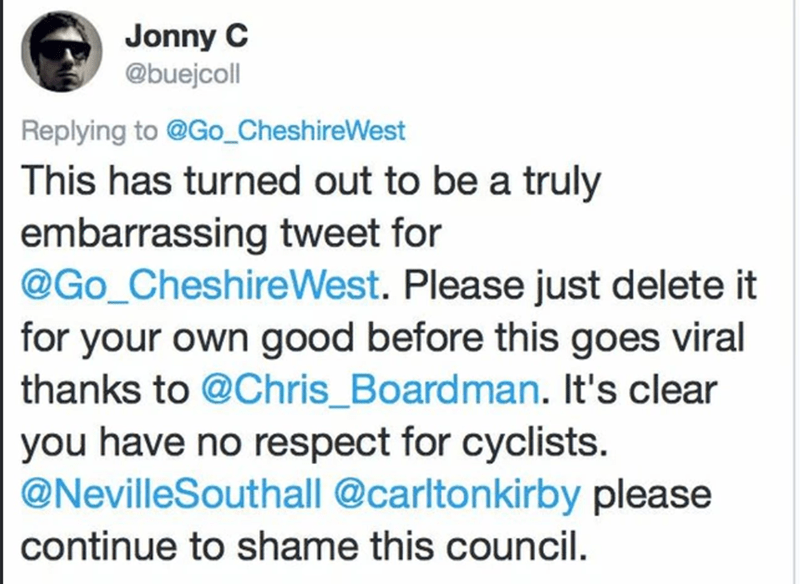 Jonny C
@buejcoll
Replying to @Go_CheshireWest
This has turned out to be a truly
embarrassing tweet for
@Go_CheshireWest. Please just delete it
for your own good before this goes viral
thanks to @Chris_Boardman. It's clear
you have no respect for cyclists.
@NevilleSouthall @carltonkirby please
continue to shame this council.